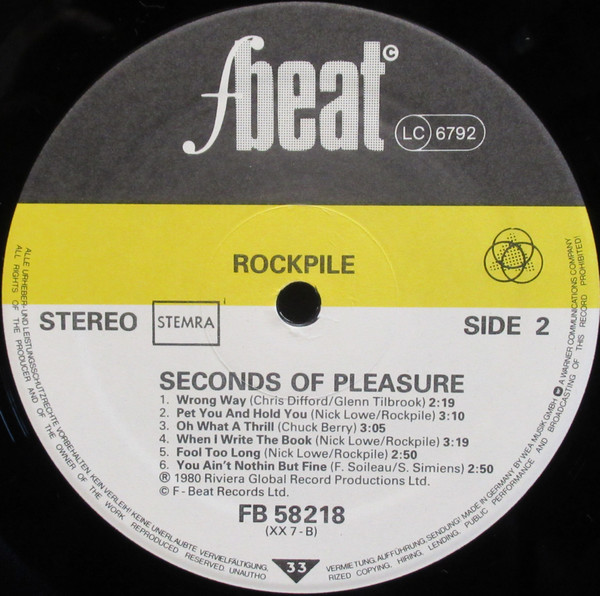 fbeat ©
LC 6792
ROCKPILE
STEREO STEMRA
SIDE 2
SECONDS OF PLEASURE
1. Wrong Way (Chris Difford/Glenn Tilbrook) 2:19
2. Pet You And Hold You (Nick Lowe/Rockpile) 3:10
3. Oh What A Thrill (Chuck Berry) 3:05
4. When I Write The Book (Nick Lowe/Rockpile) 3:19
5. Fool Too Long (Nick Lowe/Rockpile) 2:50
6. You Ain't Nothin But Fine (F. Soileau/S. Simiens) 2:50
℗ 1980 Riviera Global Record Productions Ltd.
© F-Beat Records Ltd.
FB 58218
(XX 7-B)
33
ALLE URHEBER- UND LEISTUNGSSCHUTZRECHTE VORBEHALTEN. KEIN VERLEIH! KEINE UNERLAUBTE VERVIELFÄLTIGUNG, VERMIETUNG, AUFFÜHRUNG, SENDUNG! MADE IN GERMANY BY WEA MUSIK GMBH A WARNER COMMUNICATIONS COMPANY
ALL RIGHTS OF THE PRODUCER AND OF THE OWNER OF THE WORK REPRODUCED RESERVED. UNAUTHORIZED COPYING, HIRING, LENDING, PUBLIC PERFORMANCE AND BROADCASTING OF THIS RECORD PROHIBITED!